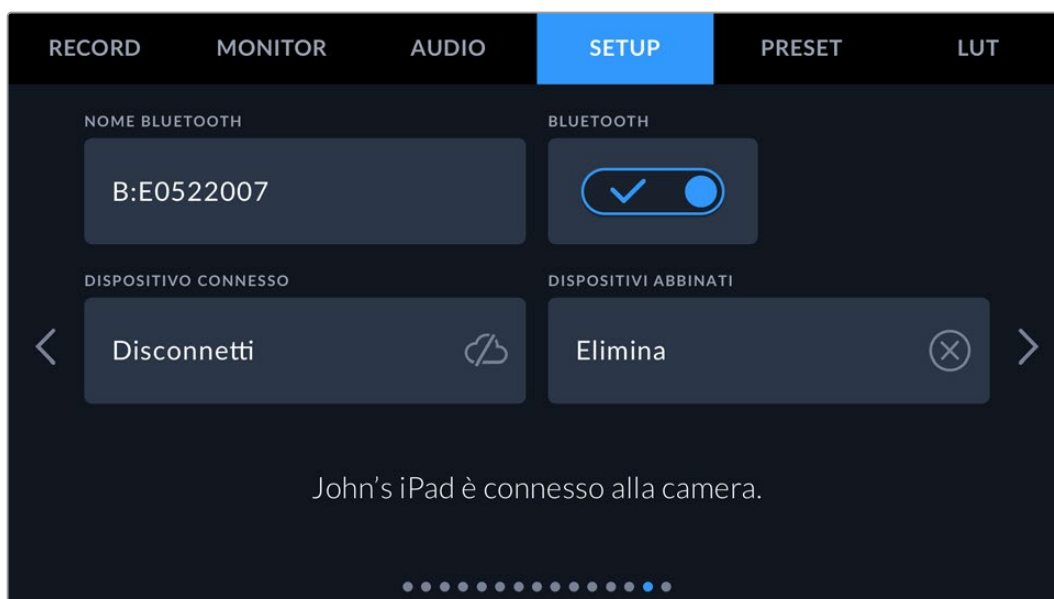 RECORD MONITOR AUDIO SETUP PRESET LUT
NOME BLUETOOTH BLUETOOTH
B:E0522007
DISPOSITIVO CONNESSO DISPOSITIVI ABBINATI
Disconnetti Elimina
John’s iPad è connesso alla camera.